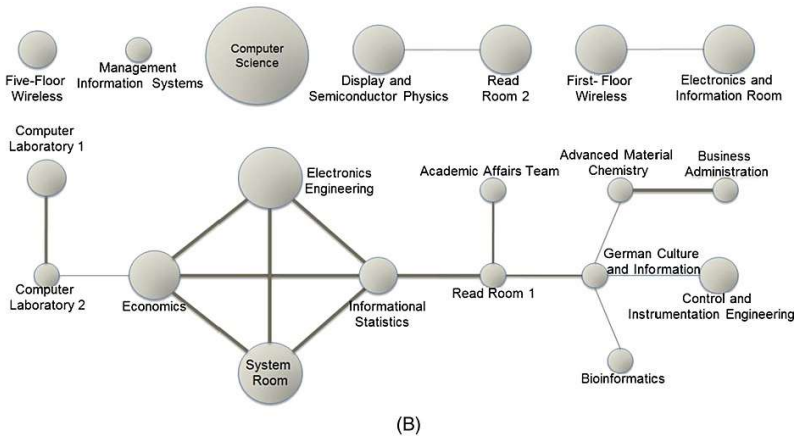 Five-Floor
Wireless
Management
Information Systems
Computer
Science
Display and
Semiconductor Physics
Read
Room 2
First- Floor
Wireless
Electronics and
Information Room
Computer
Laboratory 1
Electronics
Engineering
Academic Affairs Team
Advanced Material
Chemistry
Business
Administration
Computer
Laboratory 2
Economics
Informational
Statistics
Read Room 1
German Culture
and Information
Control and
Instrumentation Engineering
System
Room
Bioinformatics
(B)